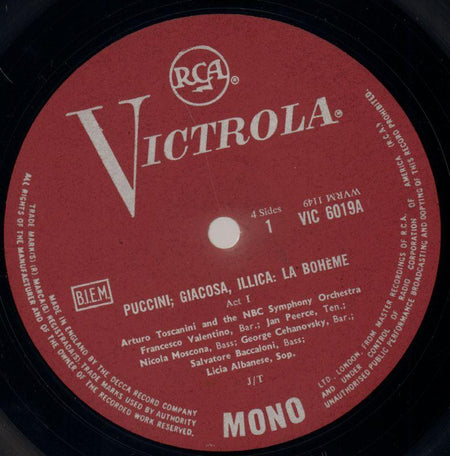 RCA®
VICTROLA®
4 Sides
1
WVRM 1149
VIC 6019A
B.I.E.M.
PUCCINI; GIACOSA, ILLICA: LA BOHÈME
Act I
Arturo Toscanini and the NBC Symphony Orchestra
Francesco Valentino, Bar.; Jan Peerce, Ten.;
Nicola Moscona, Bass; George Cehanovsky, Bar.;
Salvatore Baccaloni, Bass;
Licia Albanese, Sop.
J/T
MONO
TRADE MARK(S) (R) MARCA(S) REGISTRADA(S)
ALL RIGHTS OF THE MANUFACTURER AND OF THE OWNER OF THE RECORDED WORK RESERVED.
MADE IN ENGLAND BY THE DECCA RECORD COMPANY
TRADE MARKS USED BY AUTHORITY
LTD., LONDON, FROM MASTER RECORDINGS OF R.C.A.
AND UNDER CONTROL OF RADIO CORPORATION OF AMERICA (R.C.A.)
UNAUTHORISED PUBLIC PERFORMANCE BROADCASTING AND COPYING OF THIS RECORD PROHIBITED.